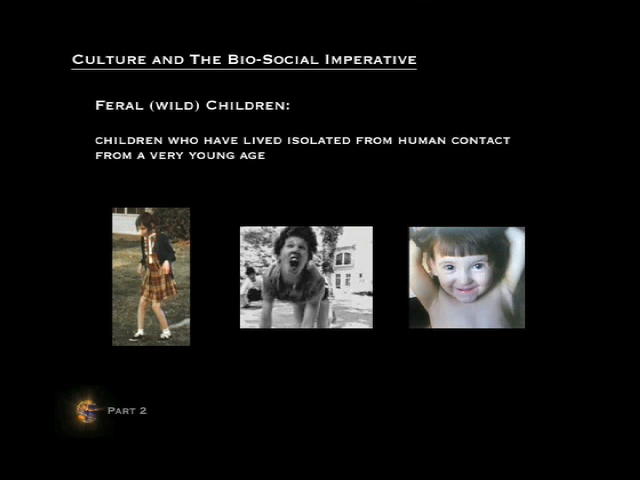 Culture and The Bio-Social Imperative
Feral (wild) Children:
children who have lived isolated from human contact
from a very young age
Part 2